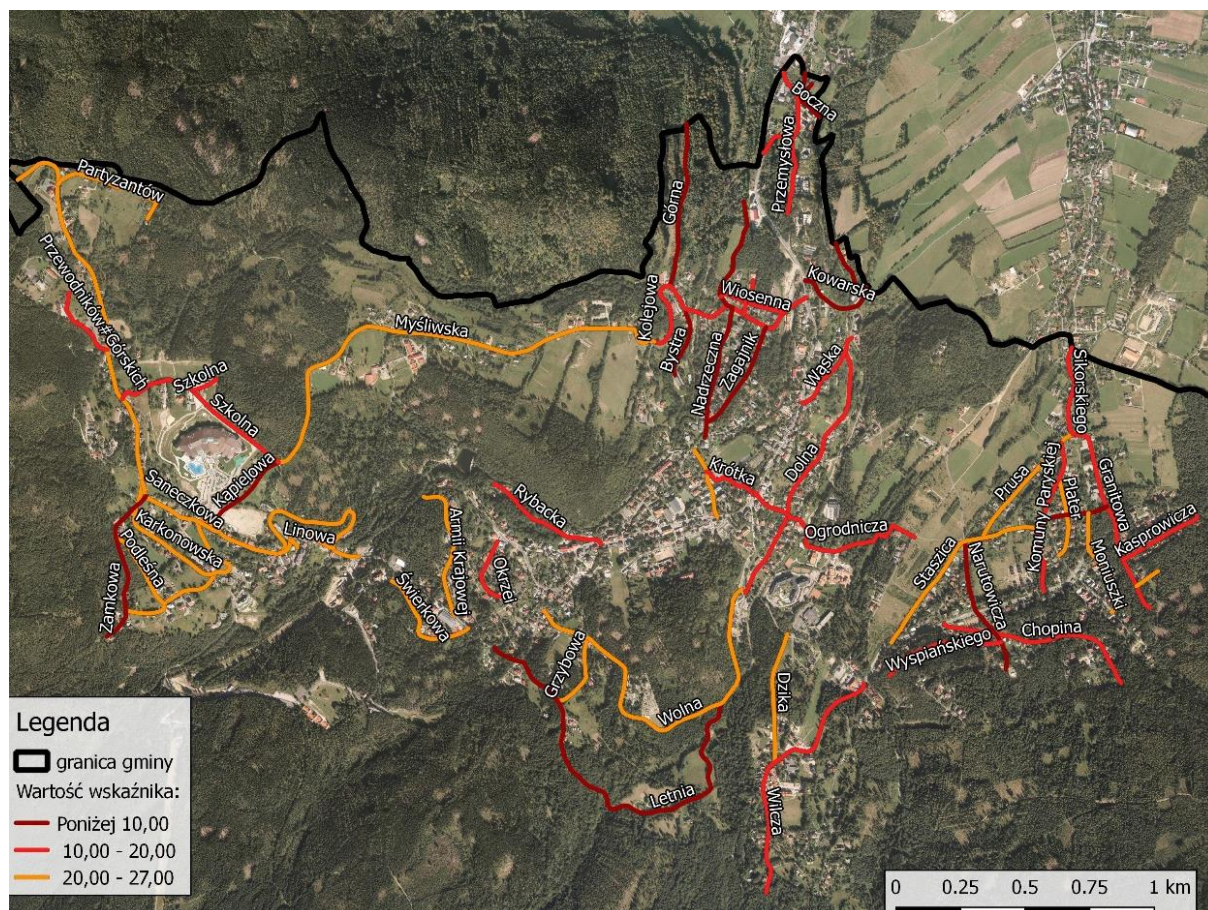 Boczna
Przemysłowa
Partyzantów
Górna
Przewodników#Górskich
Kolejowa
Wiosenna
Kowarska
Myśliwska
Bystra
Nadrzeczna
Zagajnik
Wąska
Sikorskiego
Szkolna
Szkolna
Kąpielowa
Saneczkowa
Krótka
Dolna
Prusa
Komuny Paryskiej
Plater
Granitowa
Kasprowicza
Karkonowska
Linowa
Armii Krajowej
Rybacka
Ogrodnicza
Podleśna
Zamkowa
Świerkowa
Okrzei
Staszica
Narutowicza
Moniuszki
Grzybowa
Wyspiańskiego
Chopina
Wolna
Dzika
Letnia
Wilcza
Legenda
granica gminy
Wartość wskaźnika:
Poniżej 10,00
10,00 - 20,00
20,00 - 27,00
0 0.25 0.5 0.75 1 km